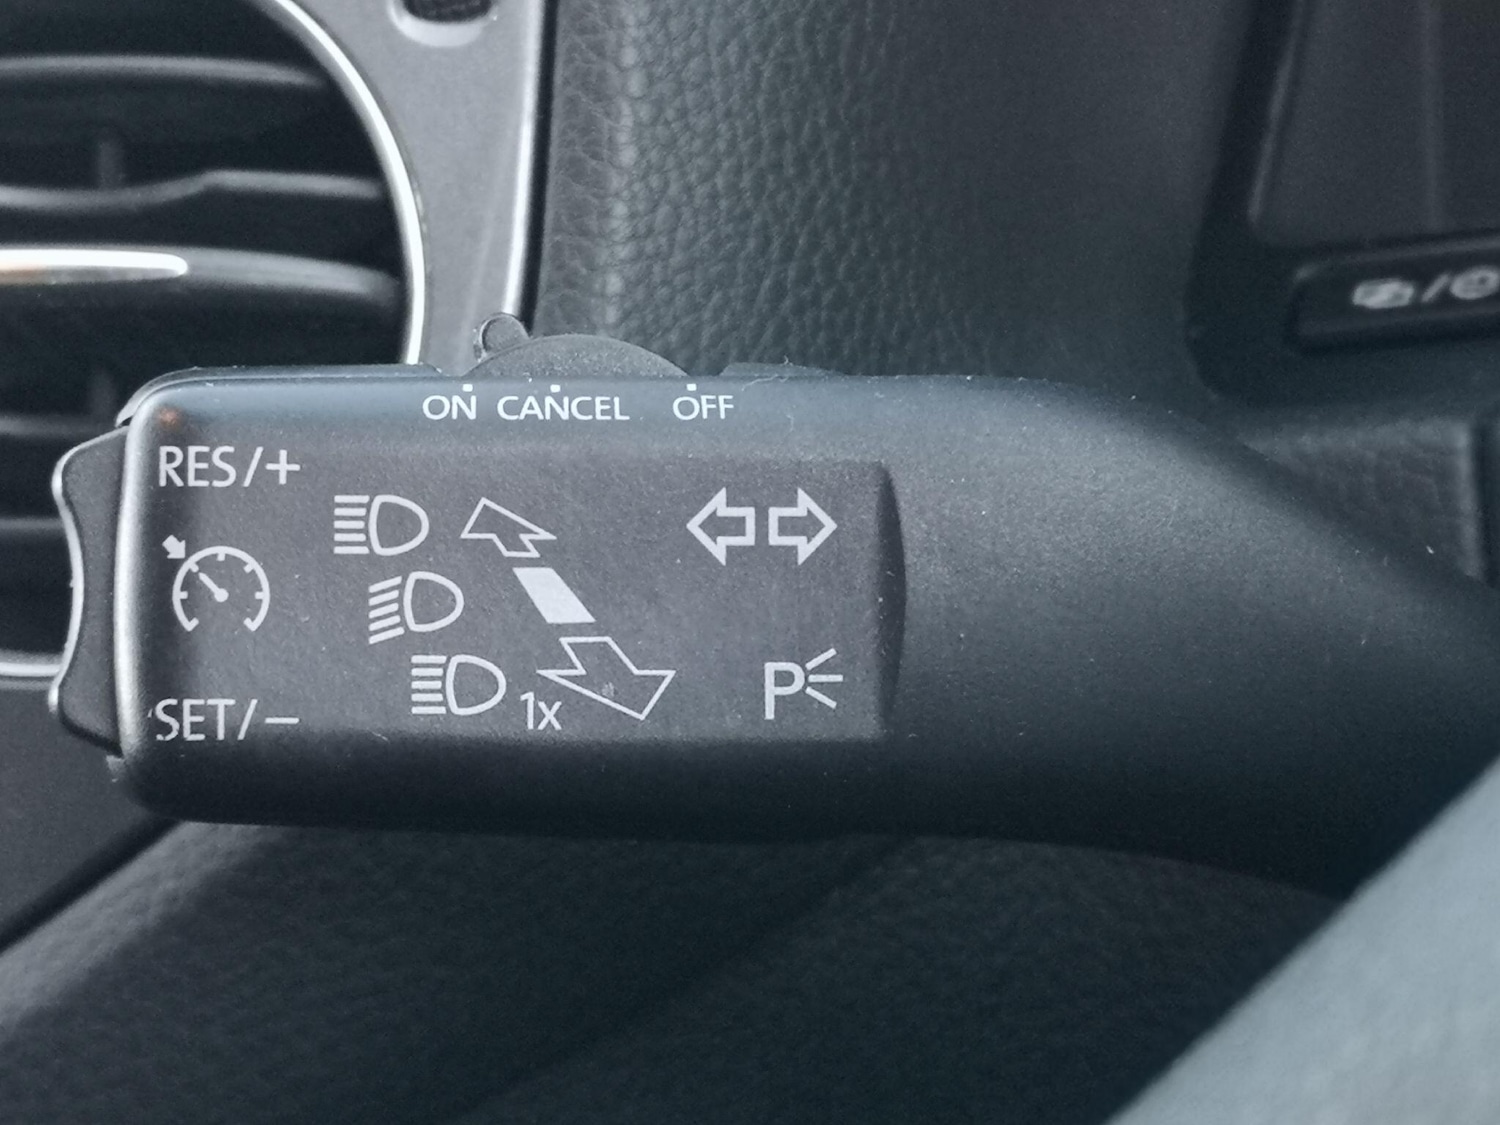 ON CANCEL OFF
RES/+
SET/–
1x
P